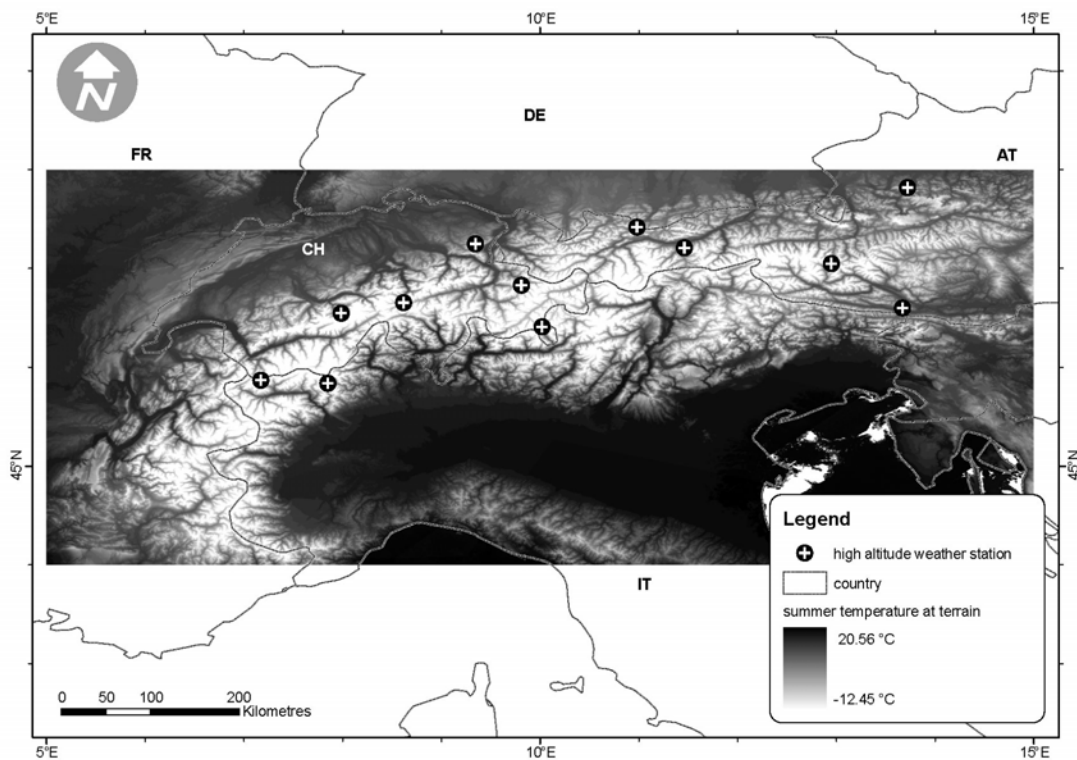 5°E 10°E 15°E
N
DE
FR
AT
CH
45°N 45°N
IT
Legend
high altitude weather station
country
summer temperature at terrain
20.56 °C
-12.45 °C
0 50 100 200
Kilometres
5°E 10°E 15°E